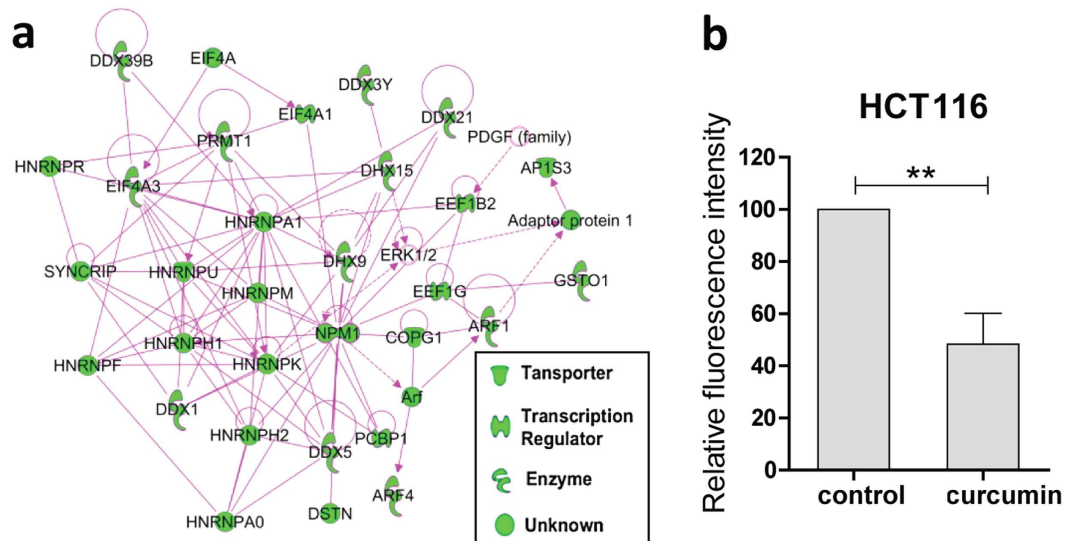 a
DDX39B
EIF4A
DDX3Y
EIF4A1
DDX21
PRMT1
PDGF (family)
HNRNPR
AP1S3
EIF4A3
DHX15
EEF1B2
HNRNPA1
Adaptor protein 1
ERK1/2
SYNCRIP
HNRNPU
DHX9
GSTO1
HNRNPM
EEF1G
NPM1
COPG1
ARF1
HNRNPH1
HNRNPF
HNRNPK
Arf
DDX1
HNRNPH2
PCBP1
DDX5
ARF4
HNRNPA0
DSTN
Tansporter
Transcription
Regulator
Enzyme
Unknown
b
HCT116
Relative fluorescence intensity
120
100
80
60
40
20
0
**
control
curcumin